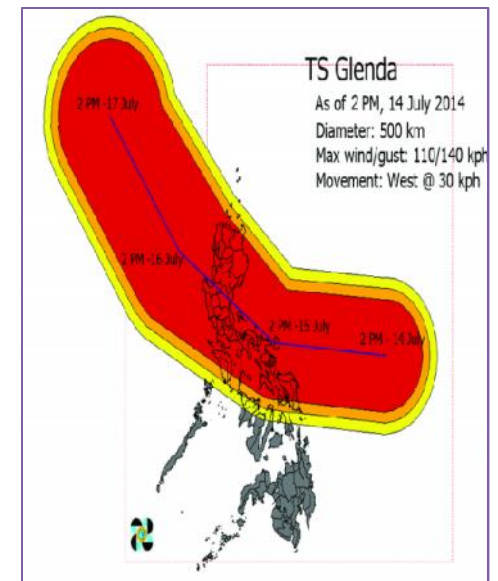 TS Glenda
As of 2 PM, 14 July 2014
Diameter: 500 km
Max wind/gust: 110/140 kph
Movement: West @ 30 kph
2 PM -17 July
2 PM -16 July
2 PM -15 July
2 PM - 14 July